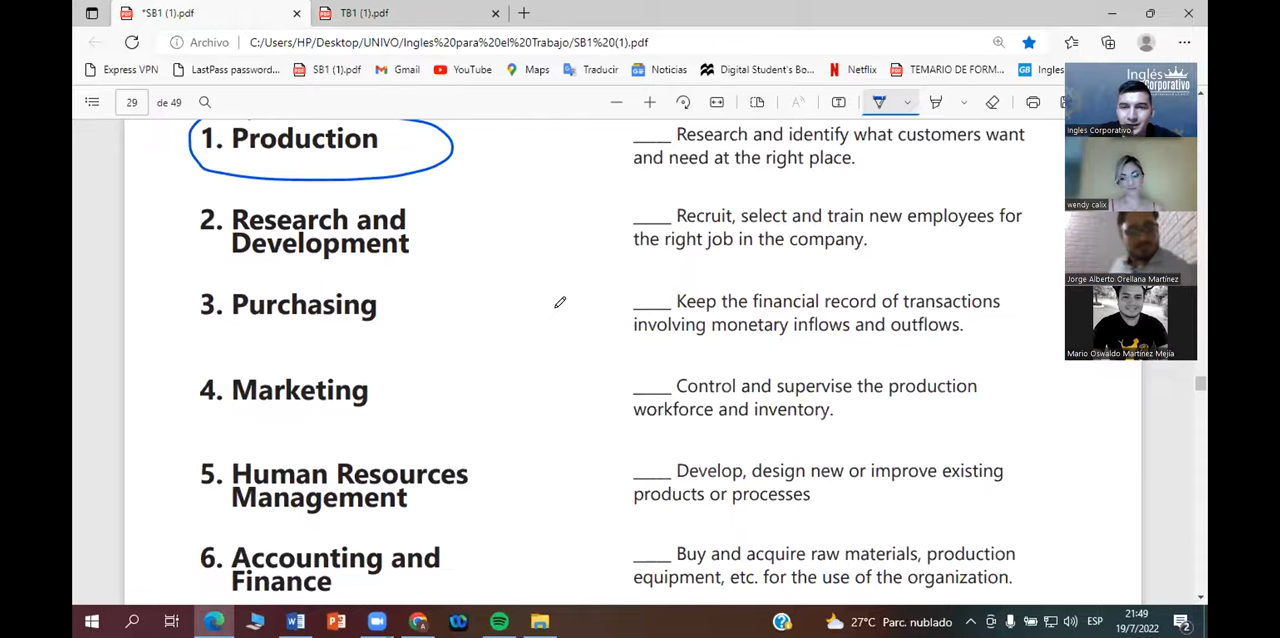 *SB1 (1).pdf
TB1 (1).pdf
Archivo
C:/Users/HP/Desktop/UNIVO/Ingles%20para%20el%20Trabajo/SB1%20(1).pdf
Express VPN
LastPass password...
SB1 (1).pdf
Gmail
YouTube
Maps
Traducir
Noticias
Digital Student's Bo...
Netflix
TEMARIO DE FORM...
Ingles
29
de 49
1. Production
2. Research and
Development
3. Purchasing
4. Marketing
5. Human Resources
Management
6. Accounting and
Finance
_____ Research and identify what customers want
and need at the right place.
_____ Recruit, select and train new employees for
the right job in the company.
_____ Keep the financial record of transactions
involving monetary inflows and outflows.
_____ Control and supervise the production
workforce and inventory.
_____ Develop, design new or improve existing
products or processes
_____ Buy and acquire raw materials, production
equipment, etc. for the use of the organization.
Inglés
Corporativo
Ingles Corporativo
wendy calix
Jorge Alberto Orellana Martínez
Mario Oswaldo Martínez Mejía
27°C Parc. nublado
ESP
21:49
19/7/2022
2